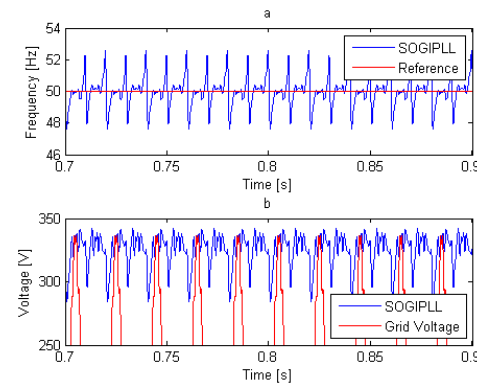 a
Frequency [Hz]
54
52
50
48
46
SOGIPLL
Reference
0.7
0.75
0.8
0.85
0.9
Time [s]
b
Voltage [V]
350
300
250
SOGIPLL
Grid Voltage
0.7
0.75
0.8
0.85
0.9
Time [s]